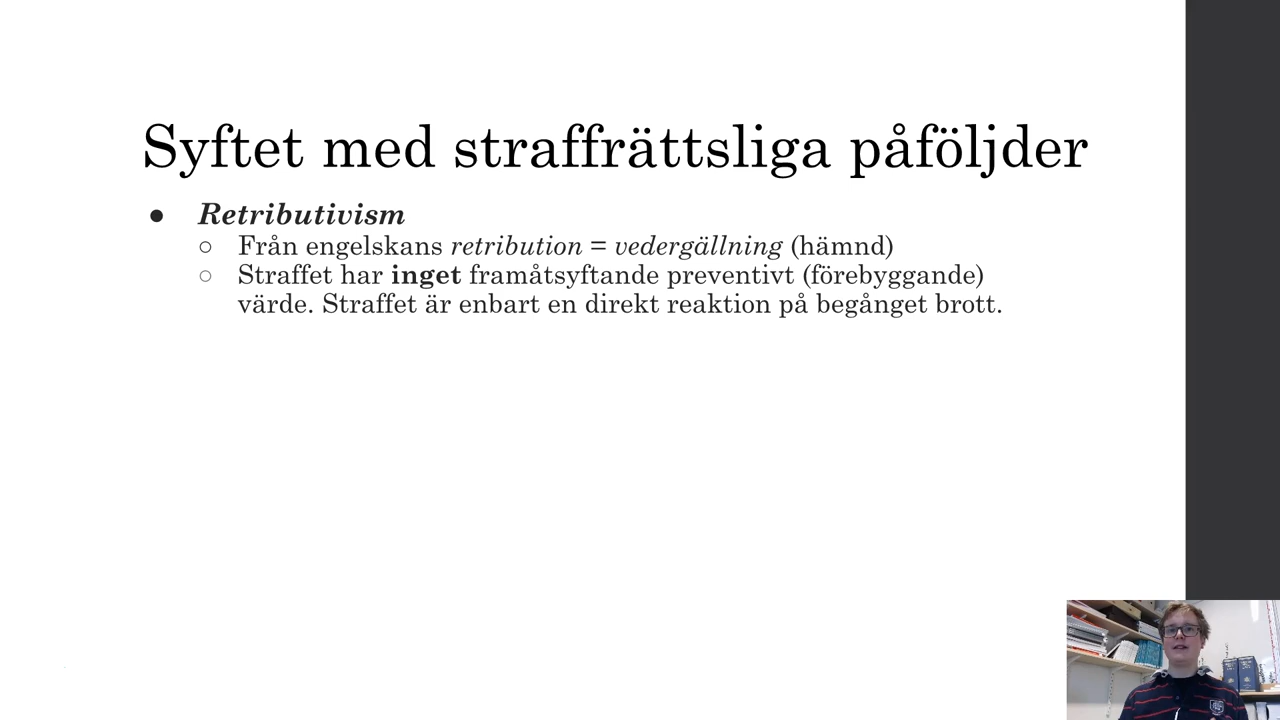 Syftet med straffrättsliga påföljder
● Retributivism
○ Från engelskans retribution = vedergällning (hämnd)
○ Straffet har inget framåtsyftande preventivt (förebyggande)
värde. Straffet är enbart en direkt reaktion på begånget brott.